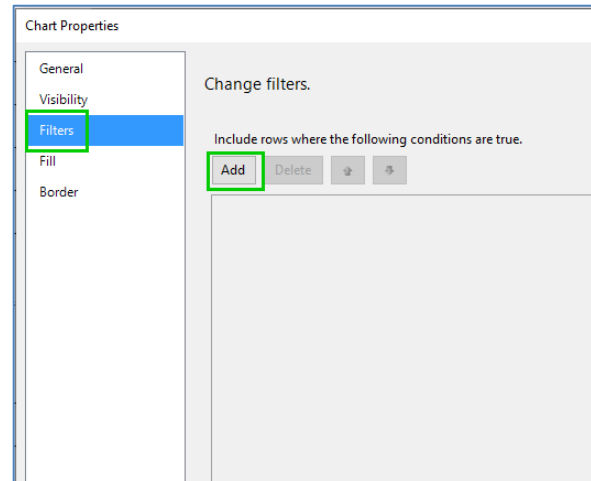 Chart Properties
General
Visibility
Filters
Fill
Border
Change filters.
Include rows where the following conditions are true.
Add Delete